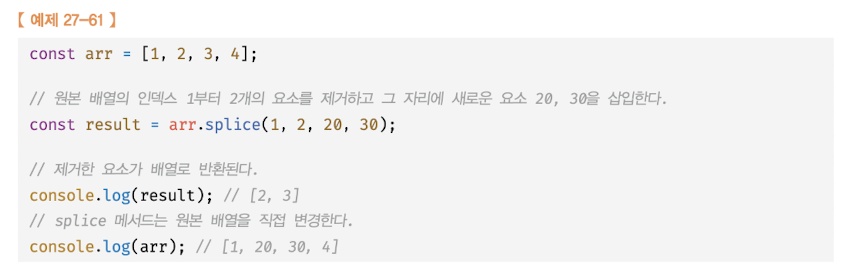 【 예제 27-61 】
const arr = [1, 2, 3, 4];
// 원본 배열의 인덱스 1부터 2개의 요소를 제거하고 그 자리에 새로운 요소 20, 30을 삽입한다.
const result = arr.splice(1, 2, 20, 30);
// 제거한 요소가 배열로 반환된다.
console.log(result); // [2, 3]
// splice 메서드는 원본 배열을 직접 변경한다.
console.log(arr); // [1, 20, 30, 4]